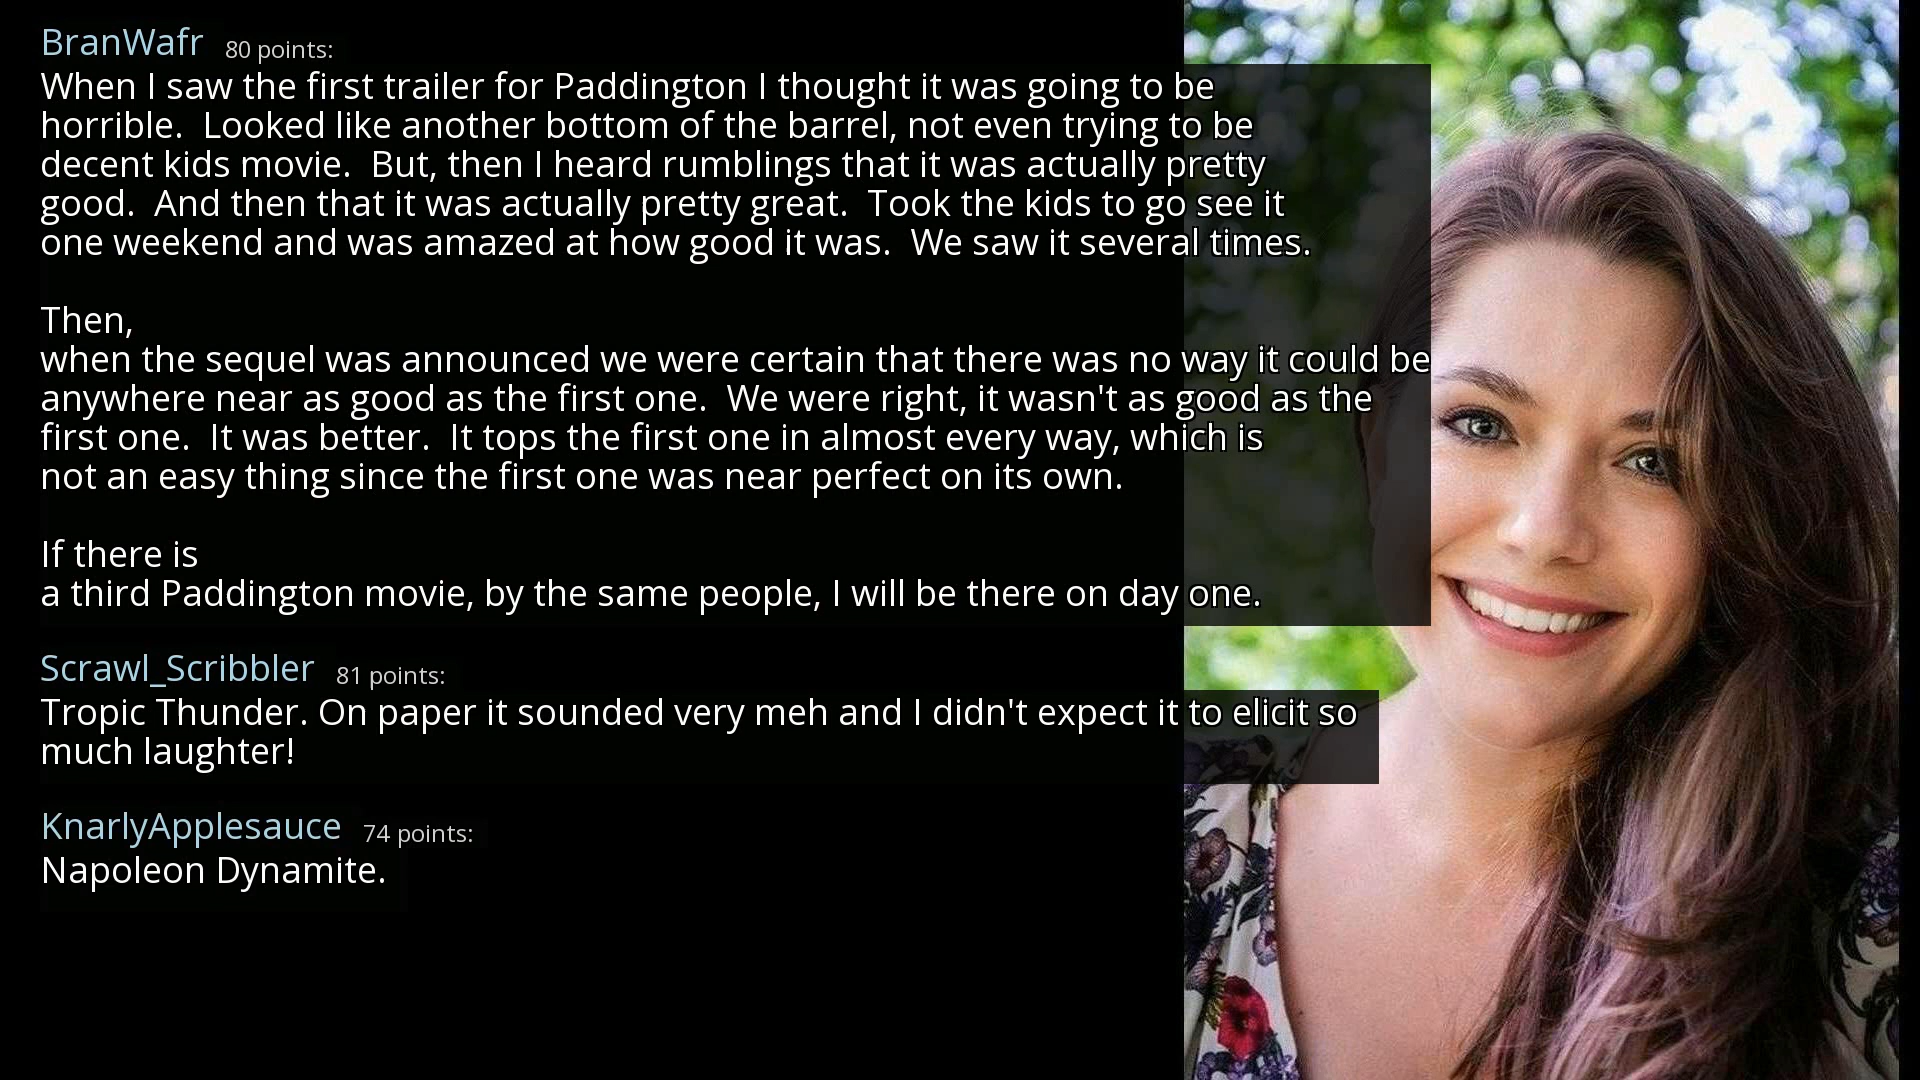 BranWafr 80 points:
When I saw the first trailer for Paddington I thought it was going to be
horrible.  Looked like another bottom of the barrel, not even trying to be
decent kids movie.  But, then I heard rumblings that it was actually pretty
good.  And then that it was actually pretty great.  Took the kids to go see it
one weekend and was amazed at how good it was.  We saw it several times.
Then,
when the sequel was announced we were certain that there was no way it could be
anywhere near as good as the first one.  We were right, it wasn't as good as the
first one.  It was better.  It tops the first one in almost every way, which is
not an easy thing since the first one was near perfect on its own.
If there is
a third Paddington movie, by the same people, I will be there on day one.
Scrawl_Scribbler 81 points:
Tropic Thunder. On paper it sounded very meh and I didn't expect it to elicit so
much laughter!
KnarlyApplesauce 74 points:
Napoleon Dynamite.